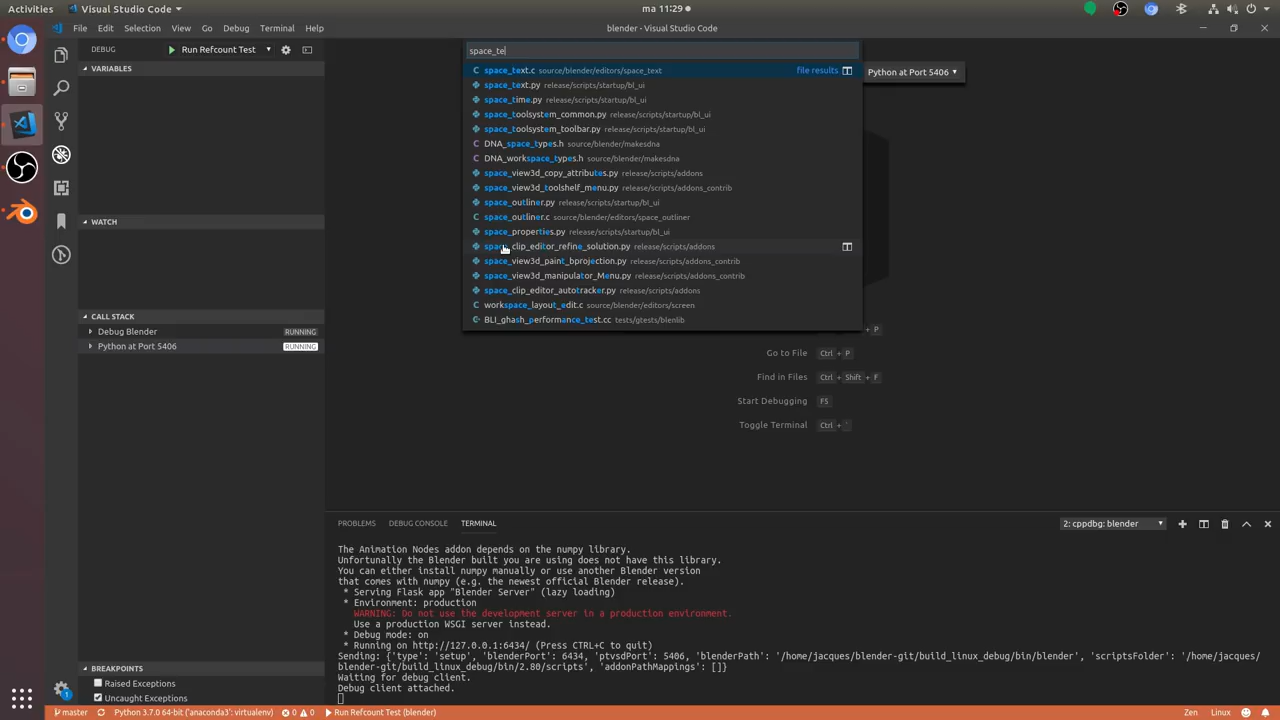 Activities
Visual Studio Code
ma 11:29
File Edit Selection View Go Debug Terminal Help
blender - Visual Studio Code
DEBUG
Run Refcount Test
space_te
VARIABLES
Python at Port 5406
space_text.c source/blender/editors/space_text file results
space_text.py release/scripts/startup/bl_ui
space_time.py release/scripts/startup/bl_ui
space_toolsystem_common.py release/scripts/startup/bl_ui
space_toolsystem_toolbar.py release/scripts/startup/bl_ui
DNA_space_types.h source/blender/makesdna
DNA_workspace_types.h source/blender/makesdna
space_view3d_copy_attributes.py release/scripts/addons
space_view3d_toolshelf_menu.py release/scripts/addons_contrib
space_outliner.py release/scripts/startup/bl_ui
space_outliner.c source/blender/editors/space_outliner
space_properties.py release/scripts/startup/bl_ui
space_clip_editor_refine_solution.py release/scripts/addons
space_view3d_paint_bprojection.py release/scripts/addons_contrib
space_view3d_manipulator_Menu.py release/scripts/addons_contrib
space_clip_editor_autotracker.py release/scripts/addons
workspace_layout_edit.c source/blender/editors/screen
BLI_ghash_performance_test.cc tests/gtests/blenlib
WATCH
CALL STACK
Debug Blender RUNNING
Python at Port 5406 RUNNING
+ P
Go to File Ctrl + P
Find in Files Ctrl + Shift + F
Start Debugging F5
Toggle Terminal Ctrl + `
PROBLEMS DEBUG CONSOLE TERMINAL
2: cppdbg: blender
The Animation Nodes addon depends on the numpy library.
Unfortunally the Blender built you are using does not have this library.
You can either install numpy manually or use another Blender version
that comes with numpy (e.g. the newest official Blender release).
* Serving Flask app "Blender Server" (lazy loading)
* Environment: production
WARNING: Do not use the development server in a production environment.
Use a production WSGI server instead.
* Debug mode: on
* Running on http://127.0.0.1:6434/ (Press CTRL+C to quit)
Sending: {'type': 'setup', 'blenderPort': 6434, 'ptvsdPort': 5406, 'blenderPath': '/home/jacques/blender-git/build_linux_debug/bin/blender', 'scriptsFolder': '/home/jacques/
blender-git/build_linux_debug/bin/2.80/scripts', 'addonPathMappings': []}
Waiting for debug client.
Debug client attached.
BREAKPOINTS
Raised Exceptions
Uncaught Exceptions
1
master
Python 3.7.0 64-bit ('anaconda3': virtualenv)
0 0
Run Refcount Test (blender)
Zen
Linux